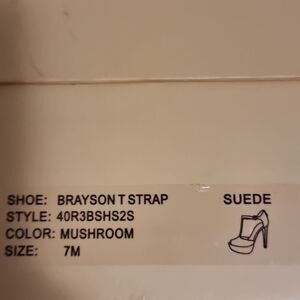 SHOE: BRAYSON T STRAP SUEDE
STYLE: 40R3BSHS2S
COLOR: MUSHROOM
SIZE: 7M